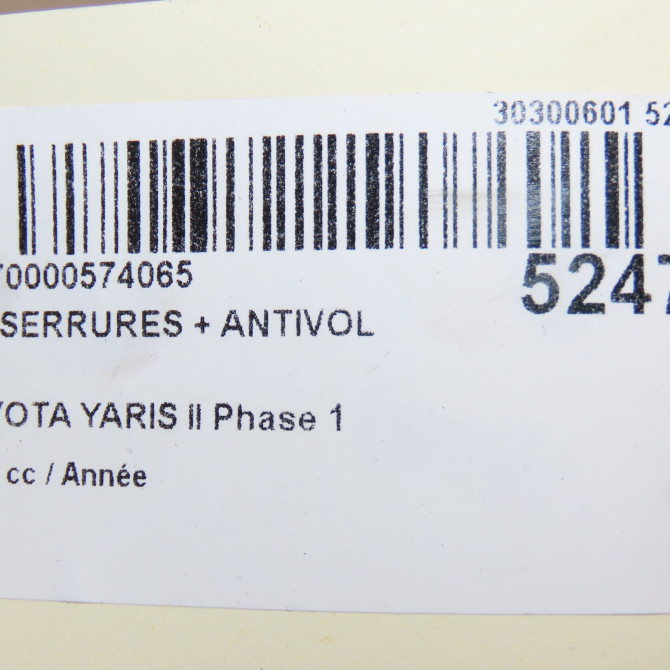 30300601 52
70000574065
5247
SERRURES + ANTIVOL
YOTA YARIS II Phase 1
cc / Année